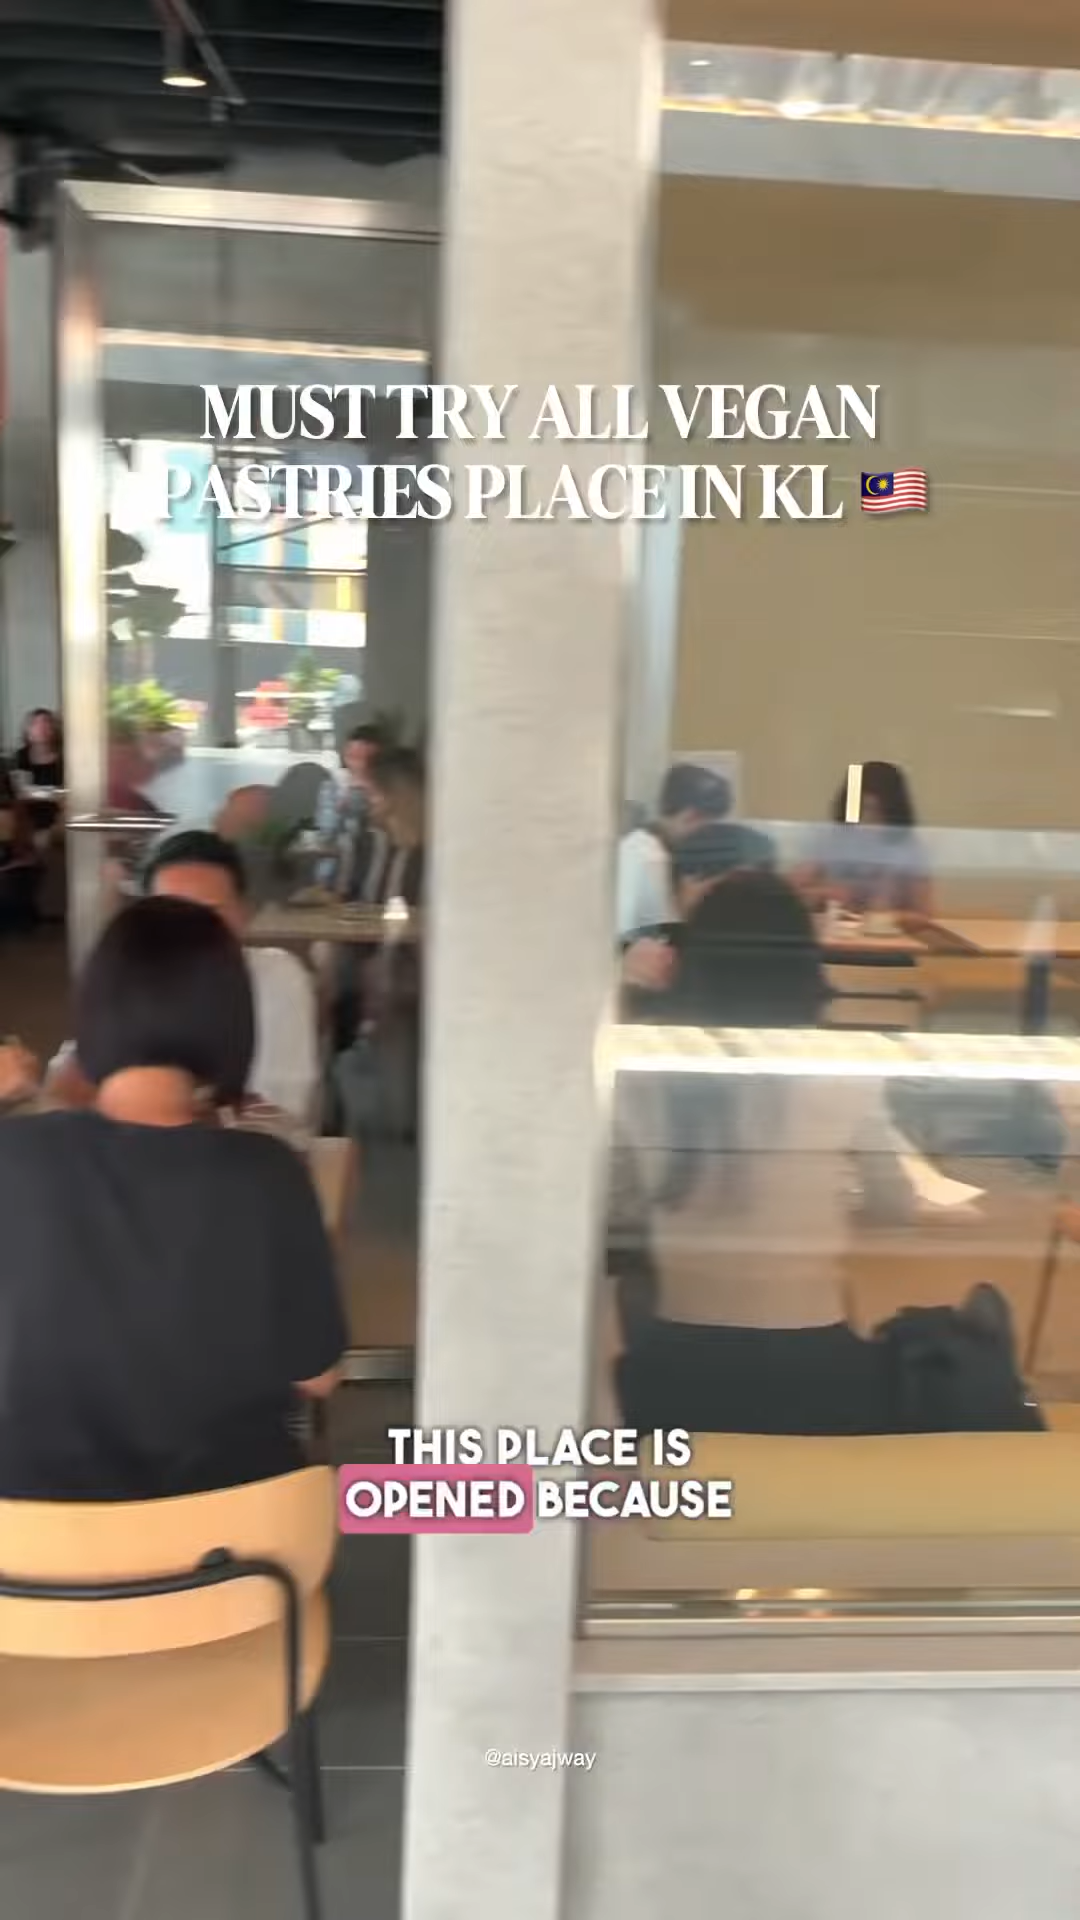 MUST TRY ALL VEGAN
PASTRIES PLACE IN KL 🇲🇾
THIS PLACE IS
OPENED BECAUSE
@aisyajway